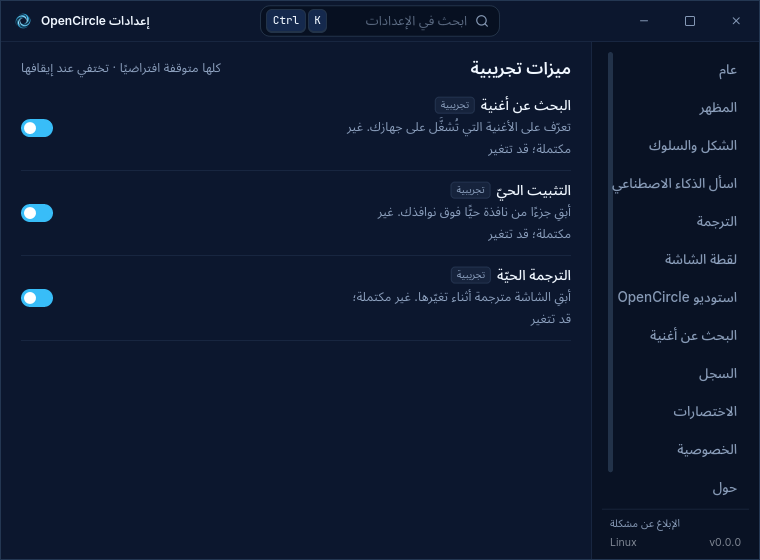 إعدادات OpenCircle
ابحث في الإعدادات
Ctrl K
عام
المظهر
الشكل والسلوك
اسأل الذكاء الاصطناعي
الترجمة
لقطة الشاشة
استوديو OpenCircle
البحث عن أغنية
السجل
الاختصارات
الخصوصية
حول
الإبلاغ عن مشكلة
v0.0.0 Linux
ميزات تجريبية
كلها متوقفة افتراضيًا · تختفي عند إيقافها
البحث عن أغنية تجريبية
تعرّف على الأغنية التي تُشغَّل على جهازك. غير
مكتملة؛ قد تتغير
التثبيت الحيّ تجريبية
أبقِ جزءًا من نافذة حيًّا فوق نوافذك. غير
مكتملة؛ قد تتغير
الترجمة الحيّة تجريبية
أبقِ الشاشة مترجمة أثناء تغيّرها. غير مكتملة؛
قد تتغير